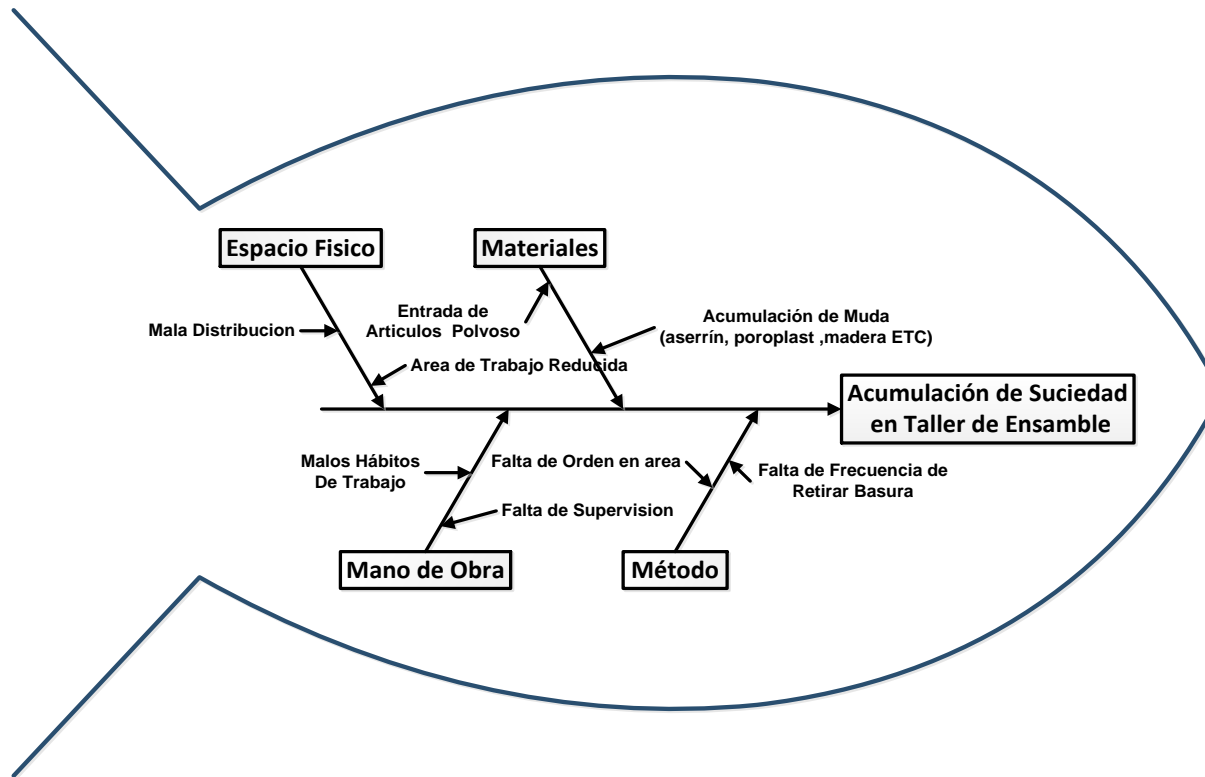 Espacio Fisico
Materiales
Entrada de
Articulos Polvoso
Mala Distribucion
Acumulación de Muda
(aserrín, poroplast ,madera ETC)
Area de Trabajo Reducida
Acumulación de Suciedad
en Taller de Ensamble
Malos Hábitos
De Trabajo
Falta de Orden en area
Falta de Frecuencia de
Retirar Basura
Falta de Supervision
Mano de Obra
Método